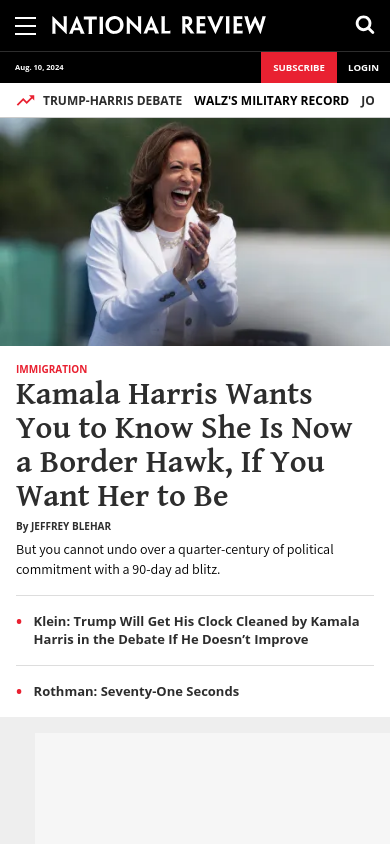 NATIONAL REVIEW
Aug. 10, 2024
SUBSCRIBE
LOGIN
TRUMP-HARRIS DEBATE WALZ'S MILITARY RECORD JO
IMMIGRATION
Kamala Harris Wants
You to Know She Is Now
a Border Hawk, If You
Want Her to Be
By JEFFREY BLEHAR
But you cannot undo over a quarter-century of political
commitment with a 90-day ad blitz.
Klein: Trump Will Get His Clock Cleaned by Kamala
Harris in the Debate If He Doesn’t Improve
Rothman: Seventy-One Seconds